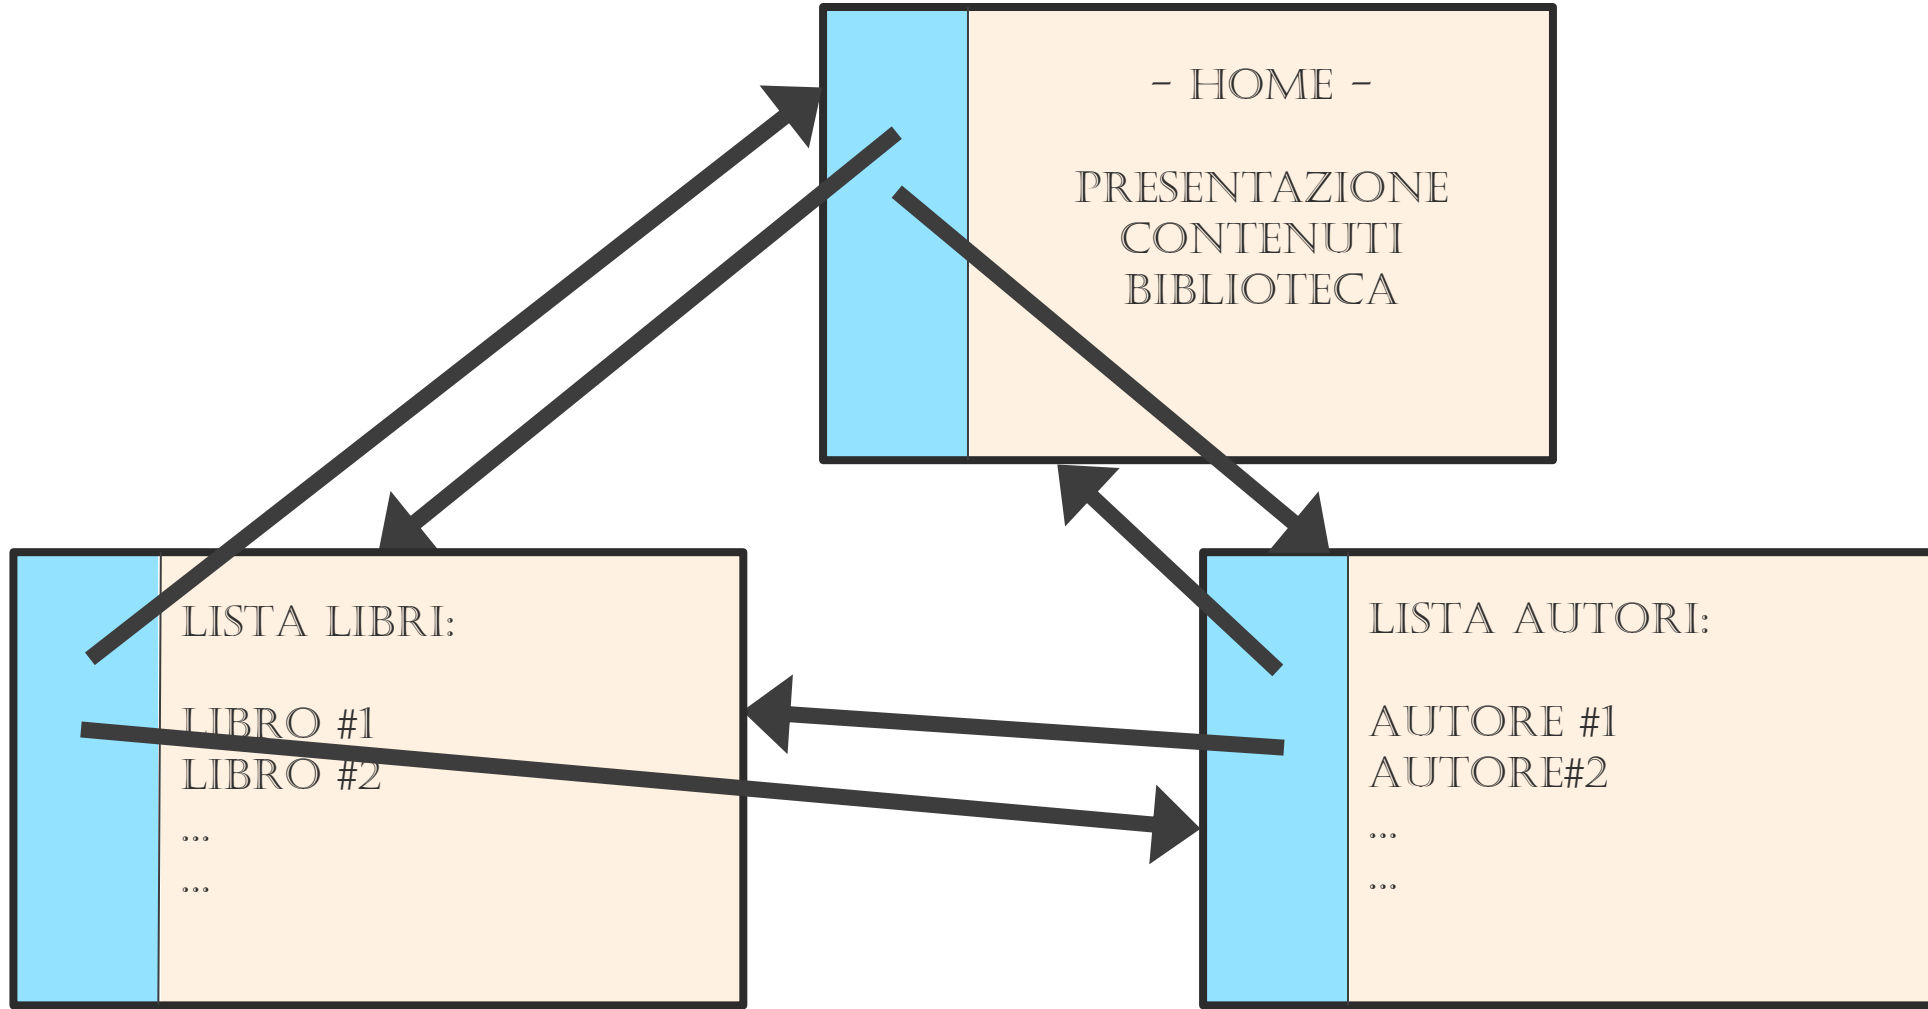 - HOME -
PRESENTAZIONE
CONTENUTI
BIBLIOTECA
LISTA LIBRI:
LIBRO #1
LIBRO #2
...
...
LISTA AUTORI:
AUTORE #1
AUTORE#2
...
...